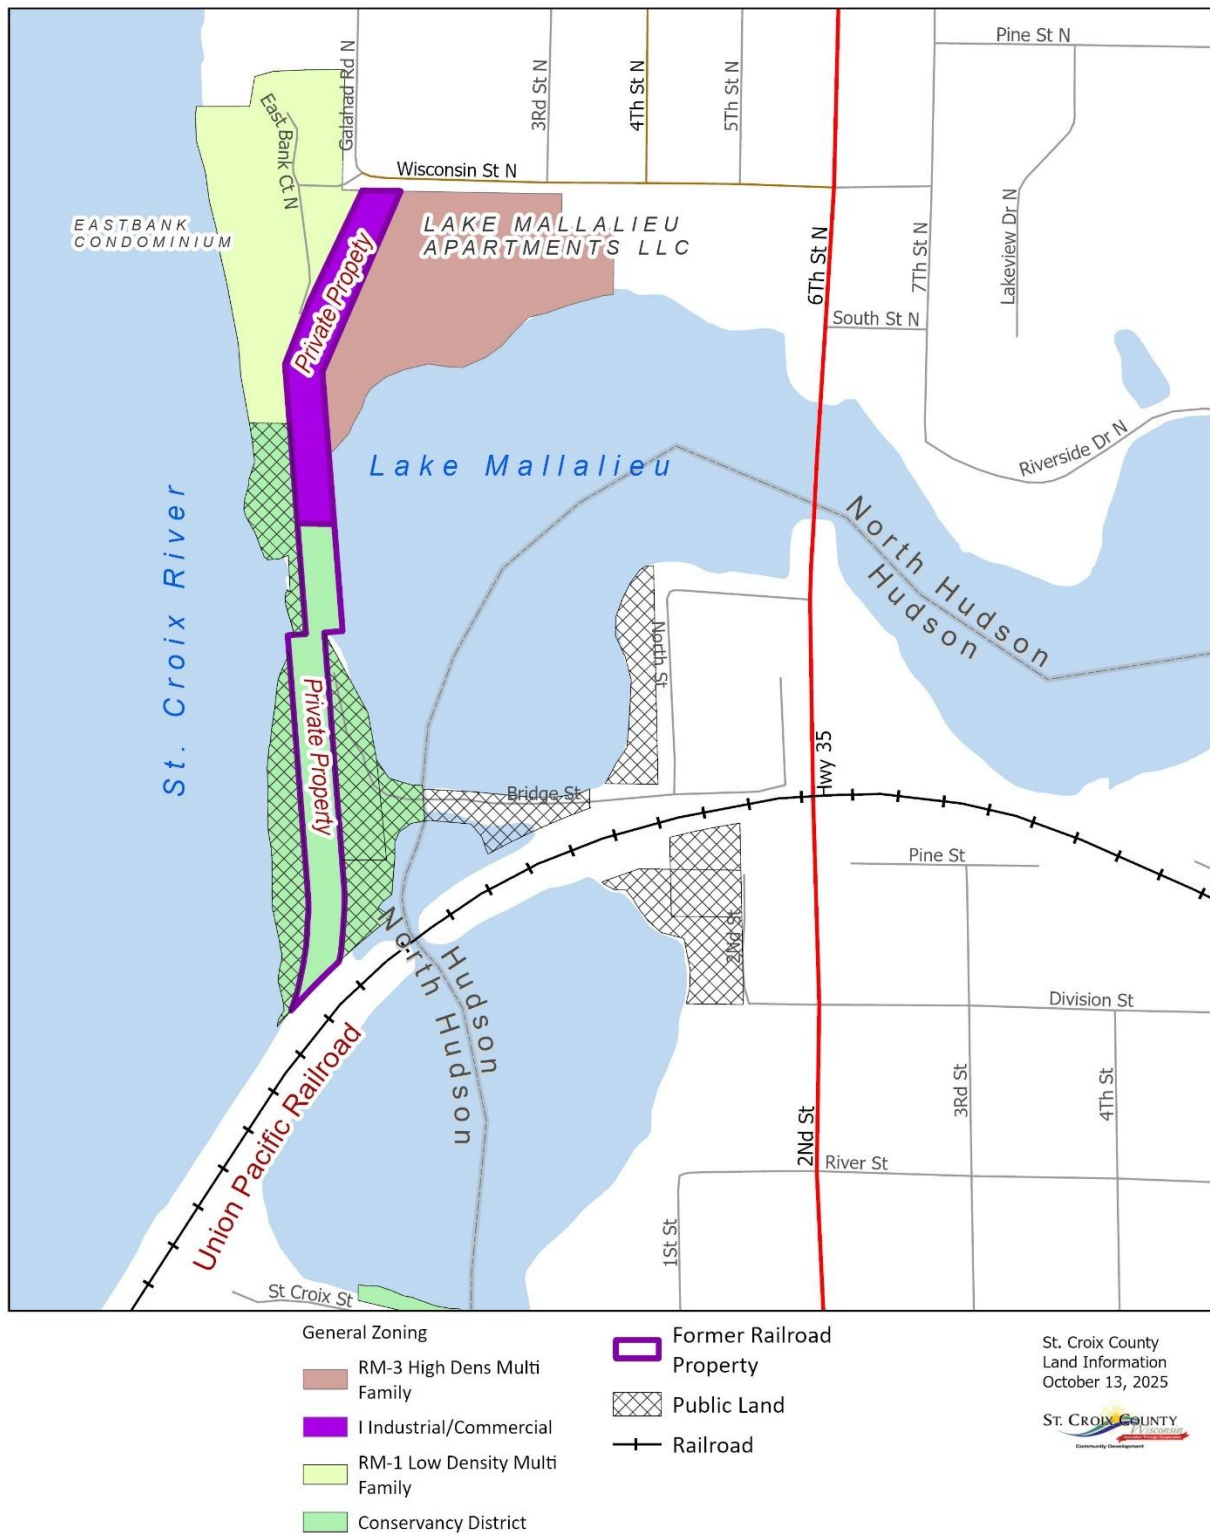 Pine St N
Galahad Rd N
3Rd St N
4Th St N
5Th St N
East Bank Ct N
Wisconsin St N
EASTBANK
CONDOMINIUM
LAKE MALLALIEU
APARTMENTS LLC
Private Propety
6Th St N
7Th St N
Lakeview Dr N
South St N
Riverside Dr N
Lake Mallalieu
St. Croix River
North Hudson
Hudson
North St
Private Property
Hwy 35
Bridge St
Pine St
2Nd St
Hudson
North Hudson
Division St
Union Pacific Railroad
3Rd St
4Th St
2Nd St
River St
1St St
St Croix St
General Zoning
RM-3 High Dens Multi
Family
I Industrial/Commercial
RM-1 Low Density Multi
Family
Conservancy District
Former Railroad
Property
Public Land
Railroad
St. Croix County
Land Information
October 13, 2025
ST. CROIX COUNTY
Wisconsin
Community Development